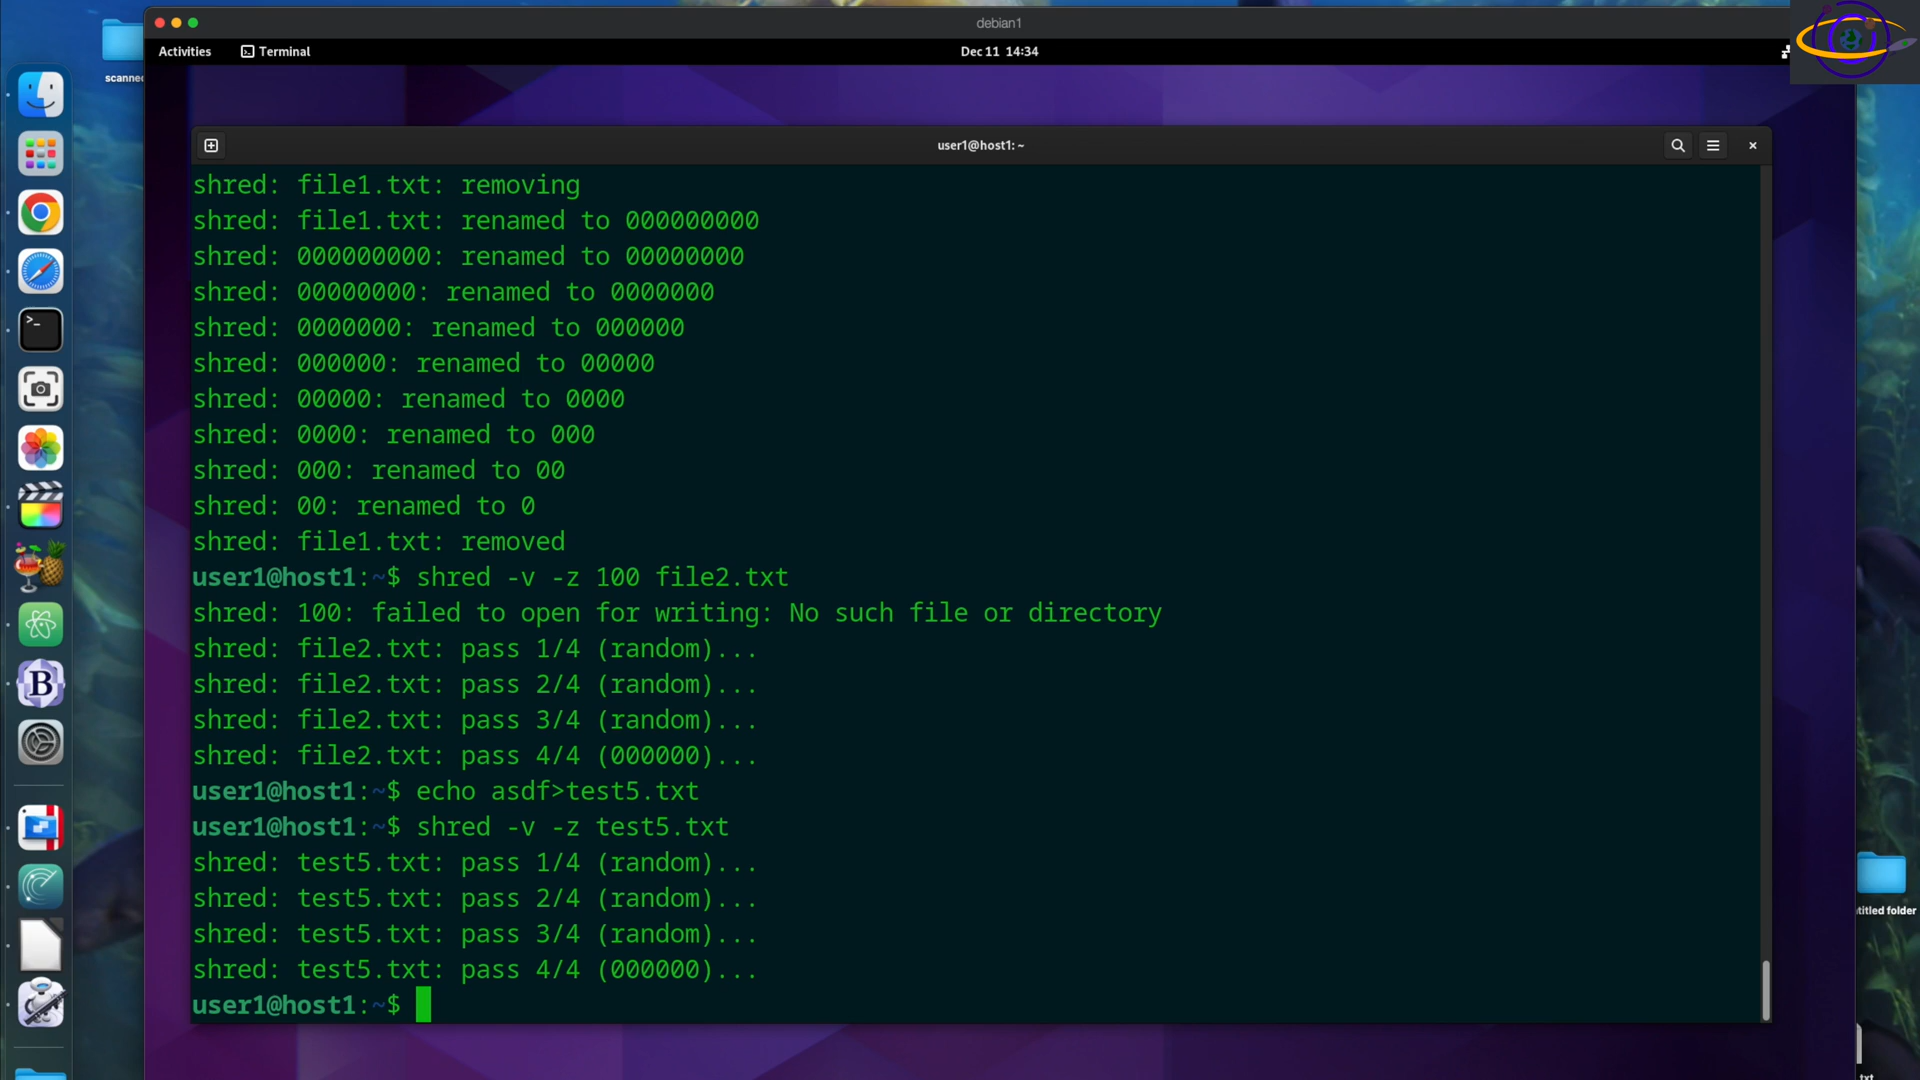 debian1
Activities
Terminal
Dec 11 14:34
scanne
user1@host1: ~
shred: file1.txt: removing
shred: file1.txt: renamed to 000000000
shred: 000000000: renamed to 00000000
shred: 00000000: renamed to 0000000
shred: 0000000: renamed to 000000
shred: 000000: renamed to 00000
shred: 00000: renamed to 0000
shred: 0000: renamed to 000
shred: 000: renamed to 00
shred: 00: renamed to 0
shred: file1.txt: removed
user1@host1:~$ shred -v -z 100 file2.txt
shred: 100: failed to open for writing: No such file or directory
shred: file2.txt: pass 1/4 (random)...
shred: file2.txt: pass 2/4 (random)...
shred: file2.txt: pass 3/4 (random)...
shred: file2.txt: pass 4/4 (000000)...
user1@host1:~$ echo asdf>test5.txt
user1@host1:~$ shred -v -z test5.txt
shred: test5.txt: pass 1/4 (random)...
shred: test5.txt: pass 2/4 (random)...
shred: test5.txt: pass 3/4 (random)...
shred: test5.txt: pass 4/4 (000000)...
user1@host1:~$
titled folder